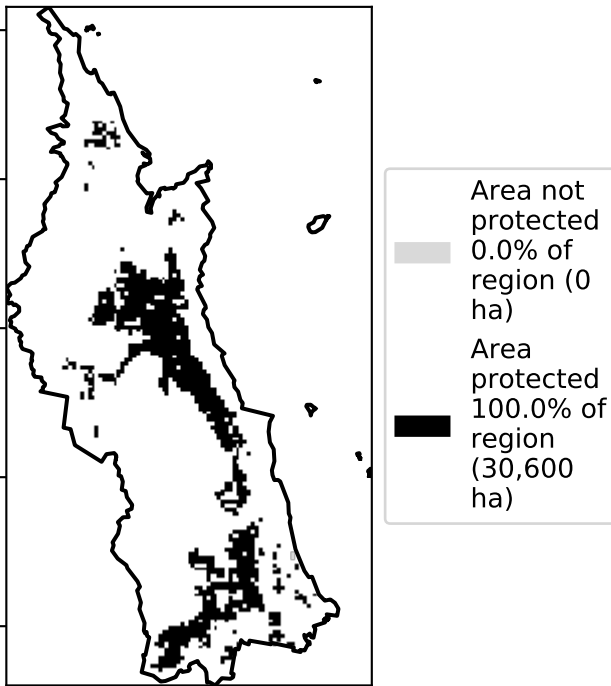 Area not
protected
0.0% of
region (0
ha)
Area
protected
100.0% of
region
(30,600
ha)